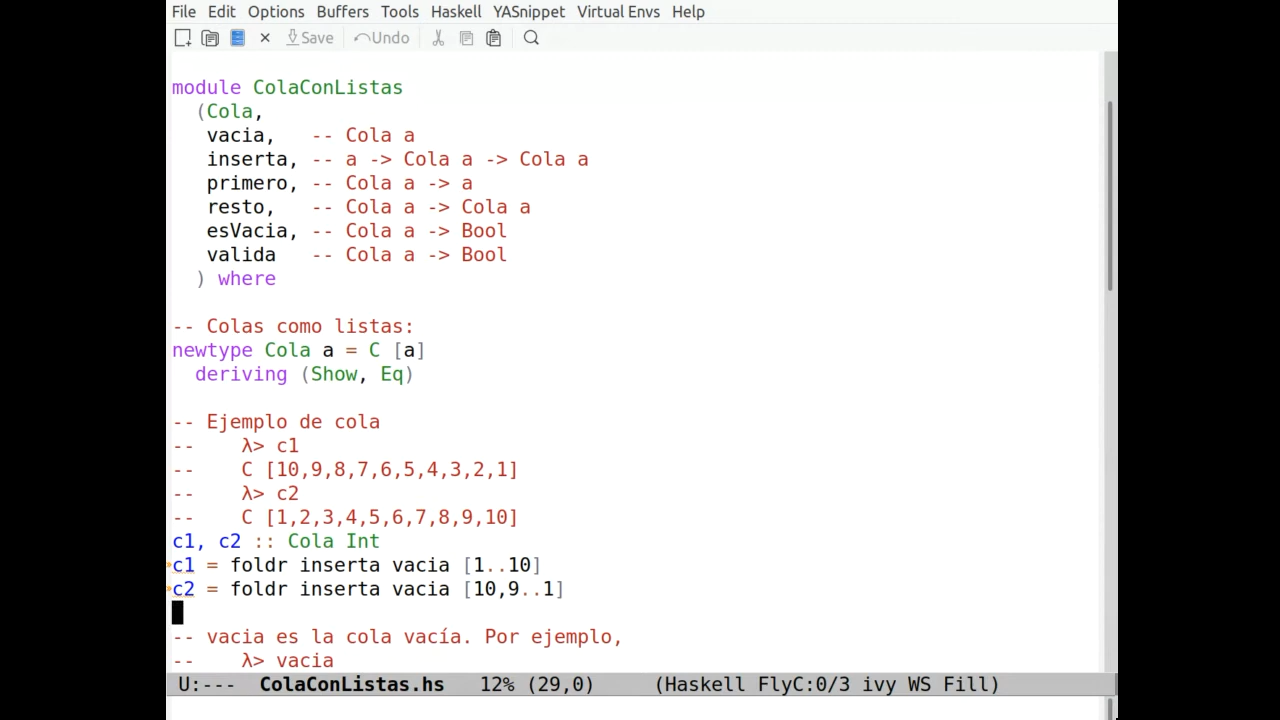 File Edit Options Buffers Tools Haskell YASnippet Virtual Envs Help
Save Undo
module ColaConListas
  (Cola,
   vacia,   -- Cola a
   inserta, -- a -> Cola a -> Cola a
   primero, -- Cola a -> a
   resto,   -- Cola a -> Cola a
   esVacia, -- Cola a -> Bool
   valida   -- Cola a -> Bool
  ) where
-- Colas como listas:
newtype Cola a = C [a]
  deriving (Show, Eq)
-- Ejemplo de cola
--    λ> c1
--    C [10,9,8,7,6,5,4,3,2,1]
--    λ> c2
--    C [1,2,3,4,5,6,7,8,9,10]
c1, c2 :: Cola Int
c1 = foldr inserta vacia [1..10]
c2 = foldr inserta vacia [10,9..1]
-- vacia es la cola vacía. Por ejemplo,
--    λ> vacia
U:---  ColaConListas.hs   12% (29,0)    (Haskell FlyC:0/3 ivy WS Fill)